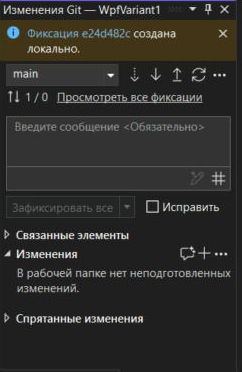 Изменения Git — WpfVariant1
Фиксация e24d482c создана
локально.
main
1 / 0 Просмотреть все фиксации
Введите сообщение <Обязательно>
Зафиксировать все
Исправить
Связанные элементы
Изменения
В рабочей папке нет неподготовленных
изменений.
Спрятанные изменения